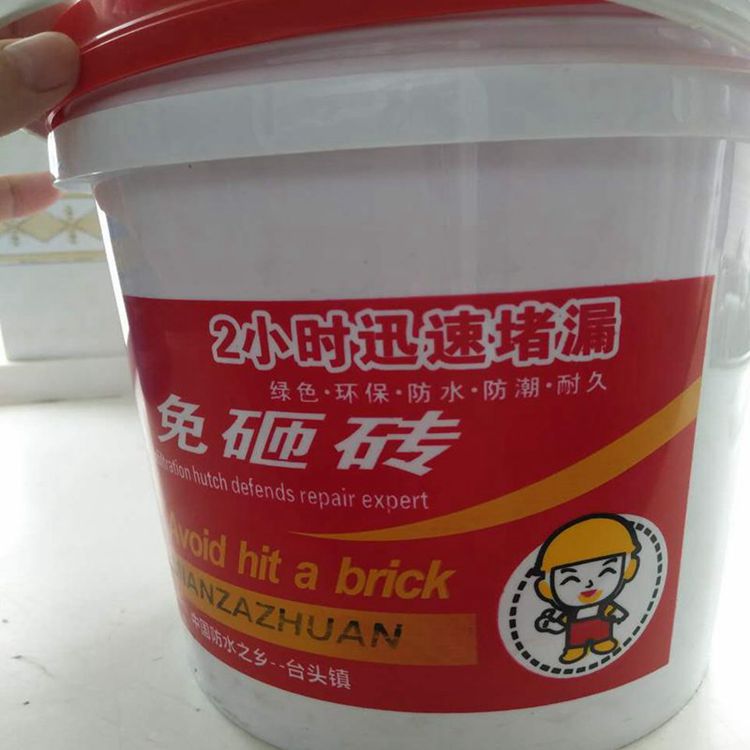 2小时迅速堵漏
绿色·环保·防水·防潮·耐久
免砸砖
hutch defends repair expert
Avoid hit a brick
MIANZAZHUAN
中国防水之乡--台头镇